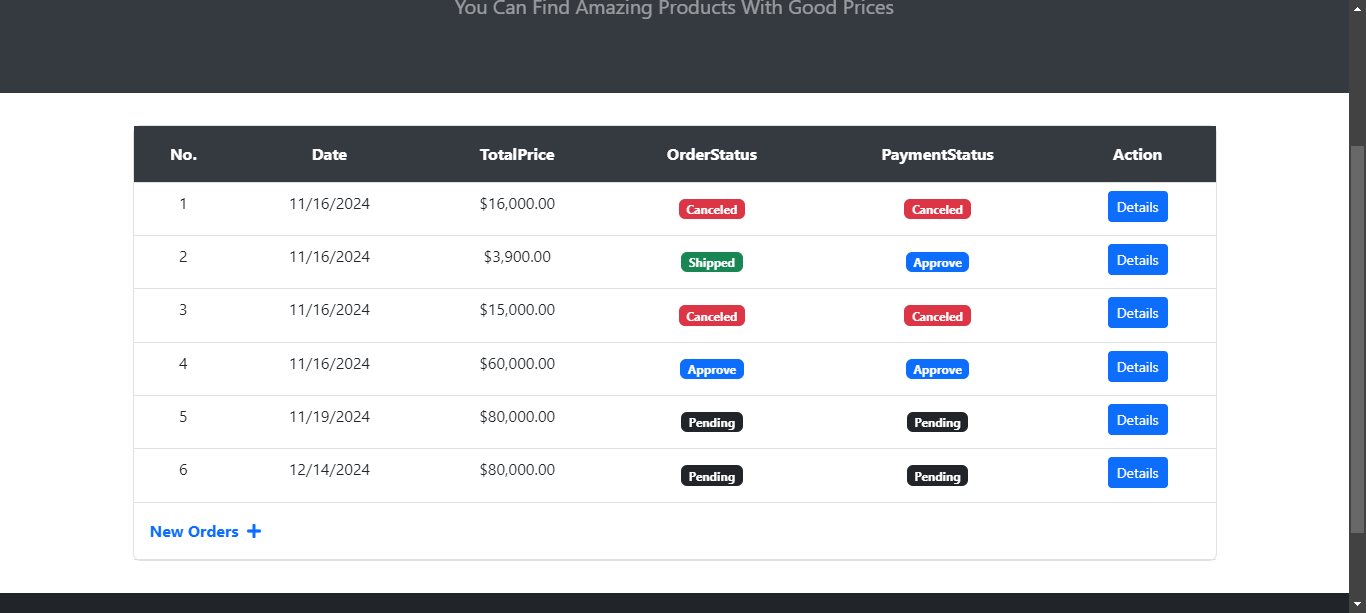 You Can Find Amazing Products With Good Prices
No. Date TotalPrice OrderStatus PaymentStatus Action
1 11/16/2024 $16,000.00 Canceled Canceled Details
2 11/16/2024 $3,900.00 Shipped Approve Details
3 11/16/2024 $15,000.00 Canceled Canceled Details
4 11/16/2024 $60,000.00 Approve Approve Details
5 11/19/2024 $80,000.00 Pending Pending Details
6 12/14/2024 $80,000.00 Pending Pending Details
New Orders +